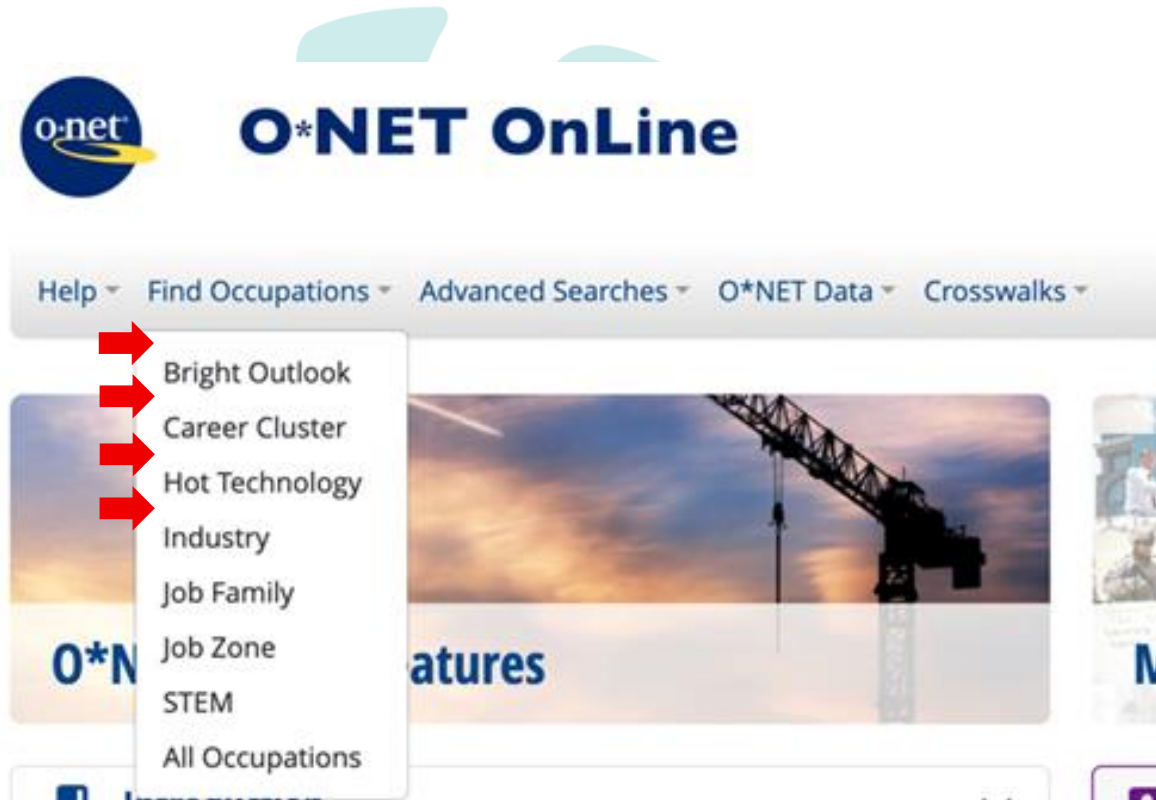 o·net®
O*NET OnLine
Help Find Occupations Advanced Searches O*NET Data Crosswalks
Bright Outlook
Career Cluster
Hot Technology
Industry
Job Family
Job Zone
STEM
All Occupations
O*N atures